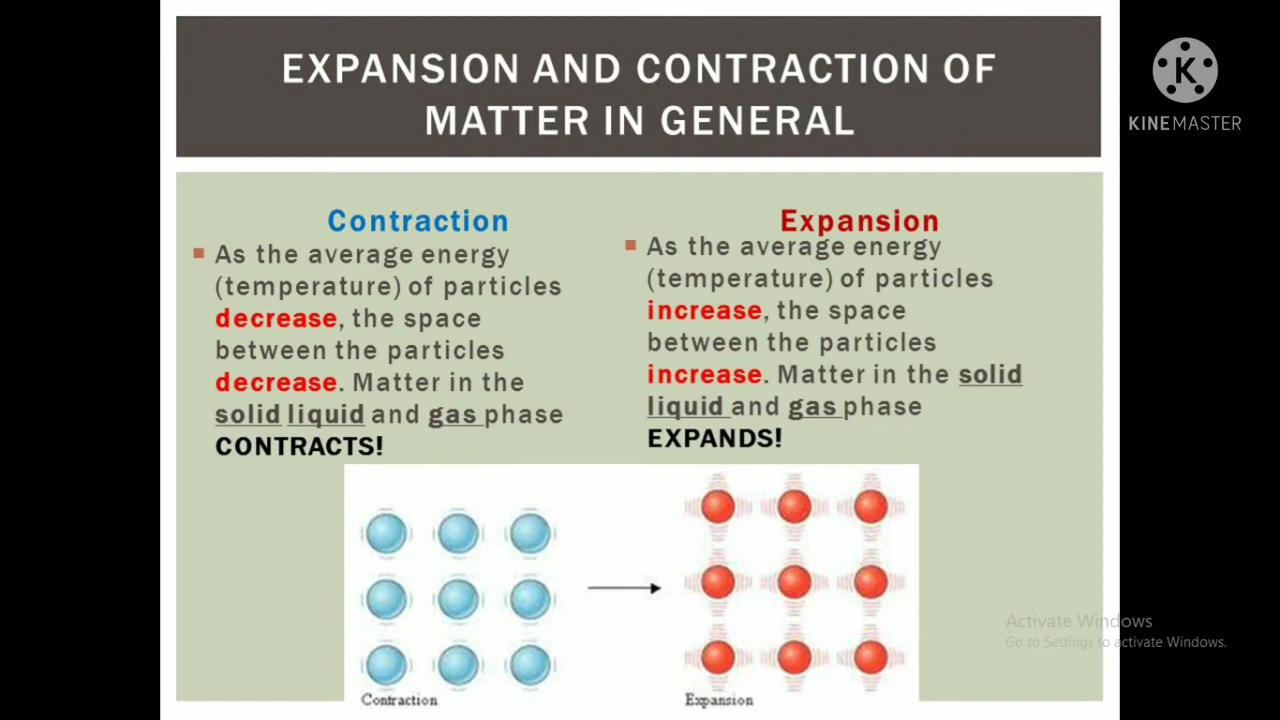 EXPANSION AND CONTRACTION OF
MATTER IN GENERAL
K
KINEMASTER
Contraction
As the average energy
(temperature) of particles
decrease, the space
between the particles
decrease. Matter in the
solid liquid and gas phase
CONTRACTS!
Expansion
As the average energy
(temperature) of particles
increase, the space
between the particles
increase. Matter in the solid
liquid and gas phase
EXPANDS!
Contraction
Expansion
Activate Windows
Go to Settings to activate Windows.